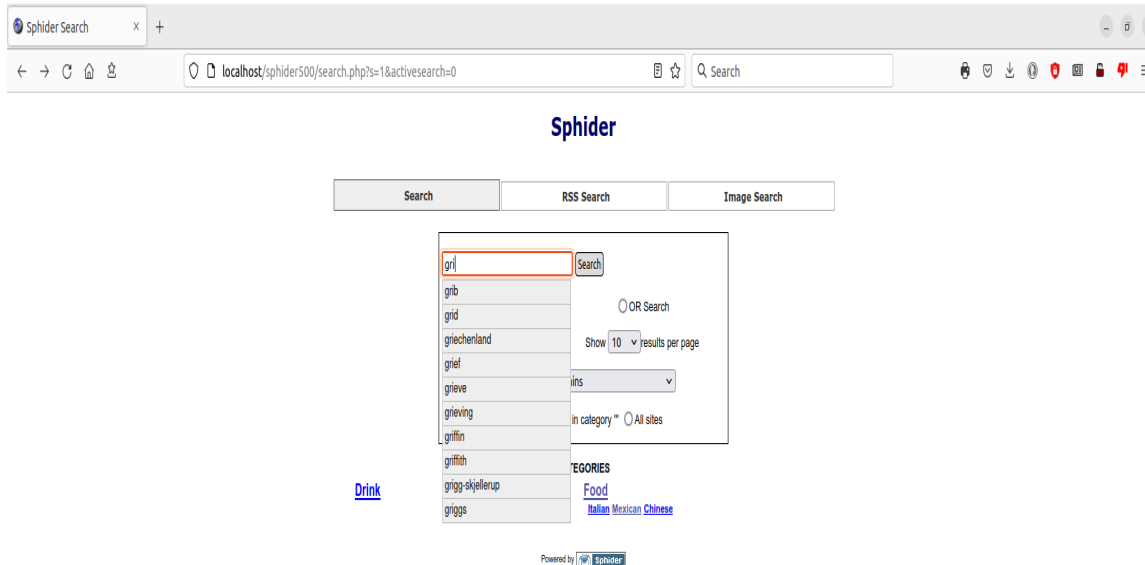 Sphider Search
localhost/sphider500/search.php?s=1&activesearch=0
Search
Sphider
Search RSS Search Image Search
gri Search
grib
grid
griechenland
grief
grieve
grieving
griffin
griffith
grigg-skjellerup
griggs
OR Search
Show 10 results per page
ins
in category "" All sites
TEGORIES
Drink Food
Italian Mexican Chinese
Powered by Sphider